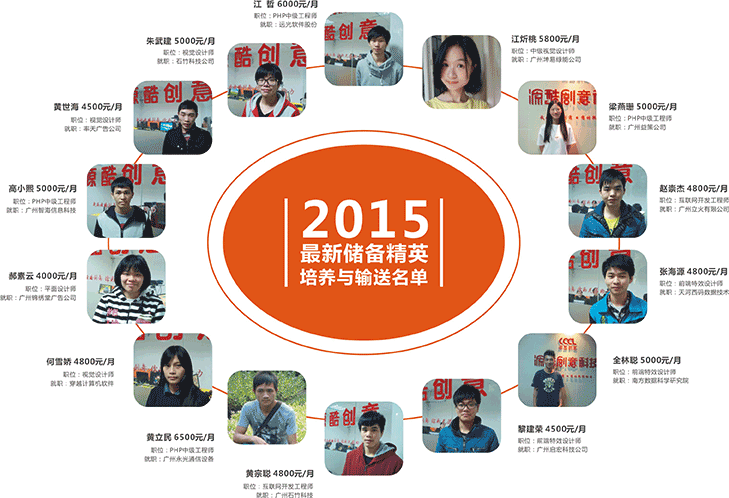 2015
最新储备精英
培养与输送名单
江 哲 6000元/月
职位：PHP中级工程师
就职：远光软件股份
江炘桃 5800元/月
职位：中级视觉设计师
就职：广州坤易绿能公司
梁燕珊 5000元/月
职位：PHP中级工程师
就职：广州益策公司
赵崇杰 4800元/月
职位：互联网开发工程师
就职：广州立火有限公司
张海源 4800元/月
职位：前端特效设计师
就职：天河西码数据技术
全林聪 5000元/月
职位：前端特效设计师
就职：南方数据科学研究院
黎建荣 4500元/月
职位：前端特效设计师
就职：广州启宏科技公司
黄宗聪 4800元/月
职位：互联网开发工程师
就职：广州石竹科技
黄立民 6500元/月
职位：PHP中级工程师
就职：广州永光通信设备
何雪娇 4800元/月
职位：视觉设计师
就职：穿越计算机软件
郝素云 4000元/月
职位：平面设计师
就职：广州锦锈堂广告公司
高小熙 5000元/月
职位：PHP中级工程师
就职：广州智海信息科技
黄世海 4500元/月
职位：视觉设计师
就职：奉天广告公司
朱武建 5000元/月
职位：视觉设计师
就职：石竹科技公司
酷创意
源酷创意科
酷创意